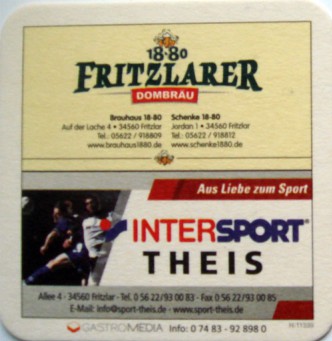 18·80
FRITZLARER
DOMBRÄU
Brauhaus 18-80 Schenke 18-80
Auf der Lache 4 • 34560 Fritzlar Jordan 1 • 34560 Fritzlar
Tel.: 05622 / 918809 Tel.: 05622 / 918812
www.brauhaus1880.de www.schenke1880.de
Aus Liebe zum Sport
INTERSPORT®
THEIS
Allee 4 - 34560 Fritzlar - Tel. 0 56 22/93 00 83 - Fax 0 56 22/93 00 85
E-Mail: info@sport-theis.de - www.sport-theis.de
GASTROMEDIA Info: 0 74 83 - 92 898 0